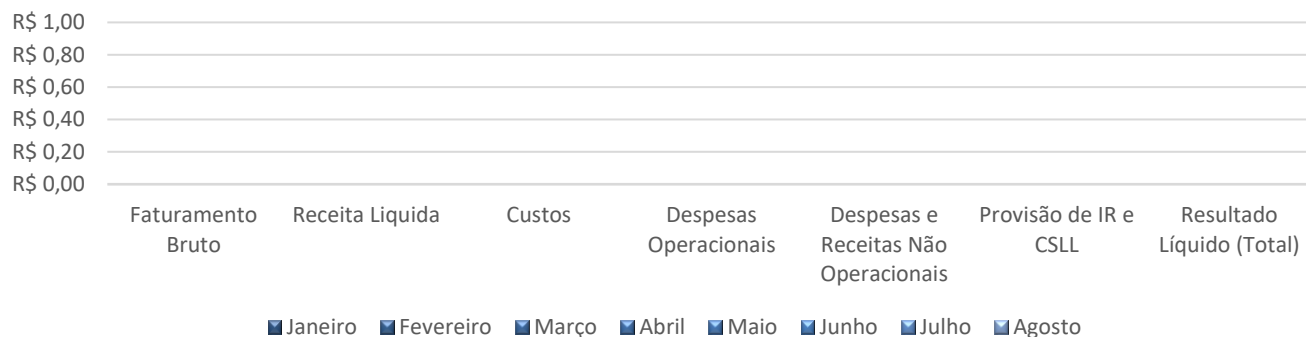 R$ 1,00
R$ 0,80
R$ 0,60
R$ 0,40
R$ 0,20
R$ 0,00
Faturamento
Bruto
Receita Liquida
Custos
Despesas
Operacionais
Despesas e
Receitas Não
Operacionais
Provisão de IR e
CSLL
Resultado
Líquido (Total)
Janeiro Fevereiro Março Abril Maio Junho Julho Agosto